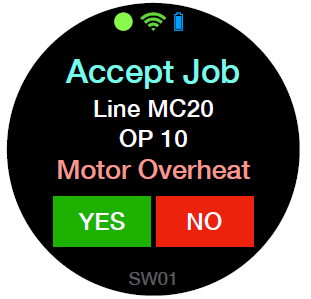 Accept Job
Line MC20
OP 10
Motor Overheat
YES NO
SW01